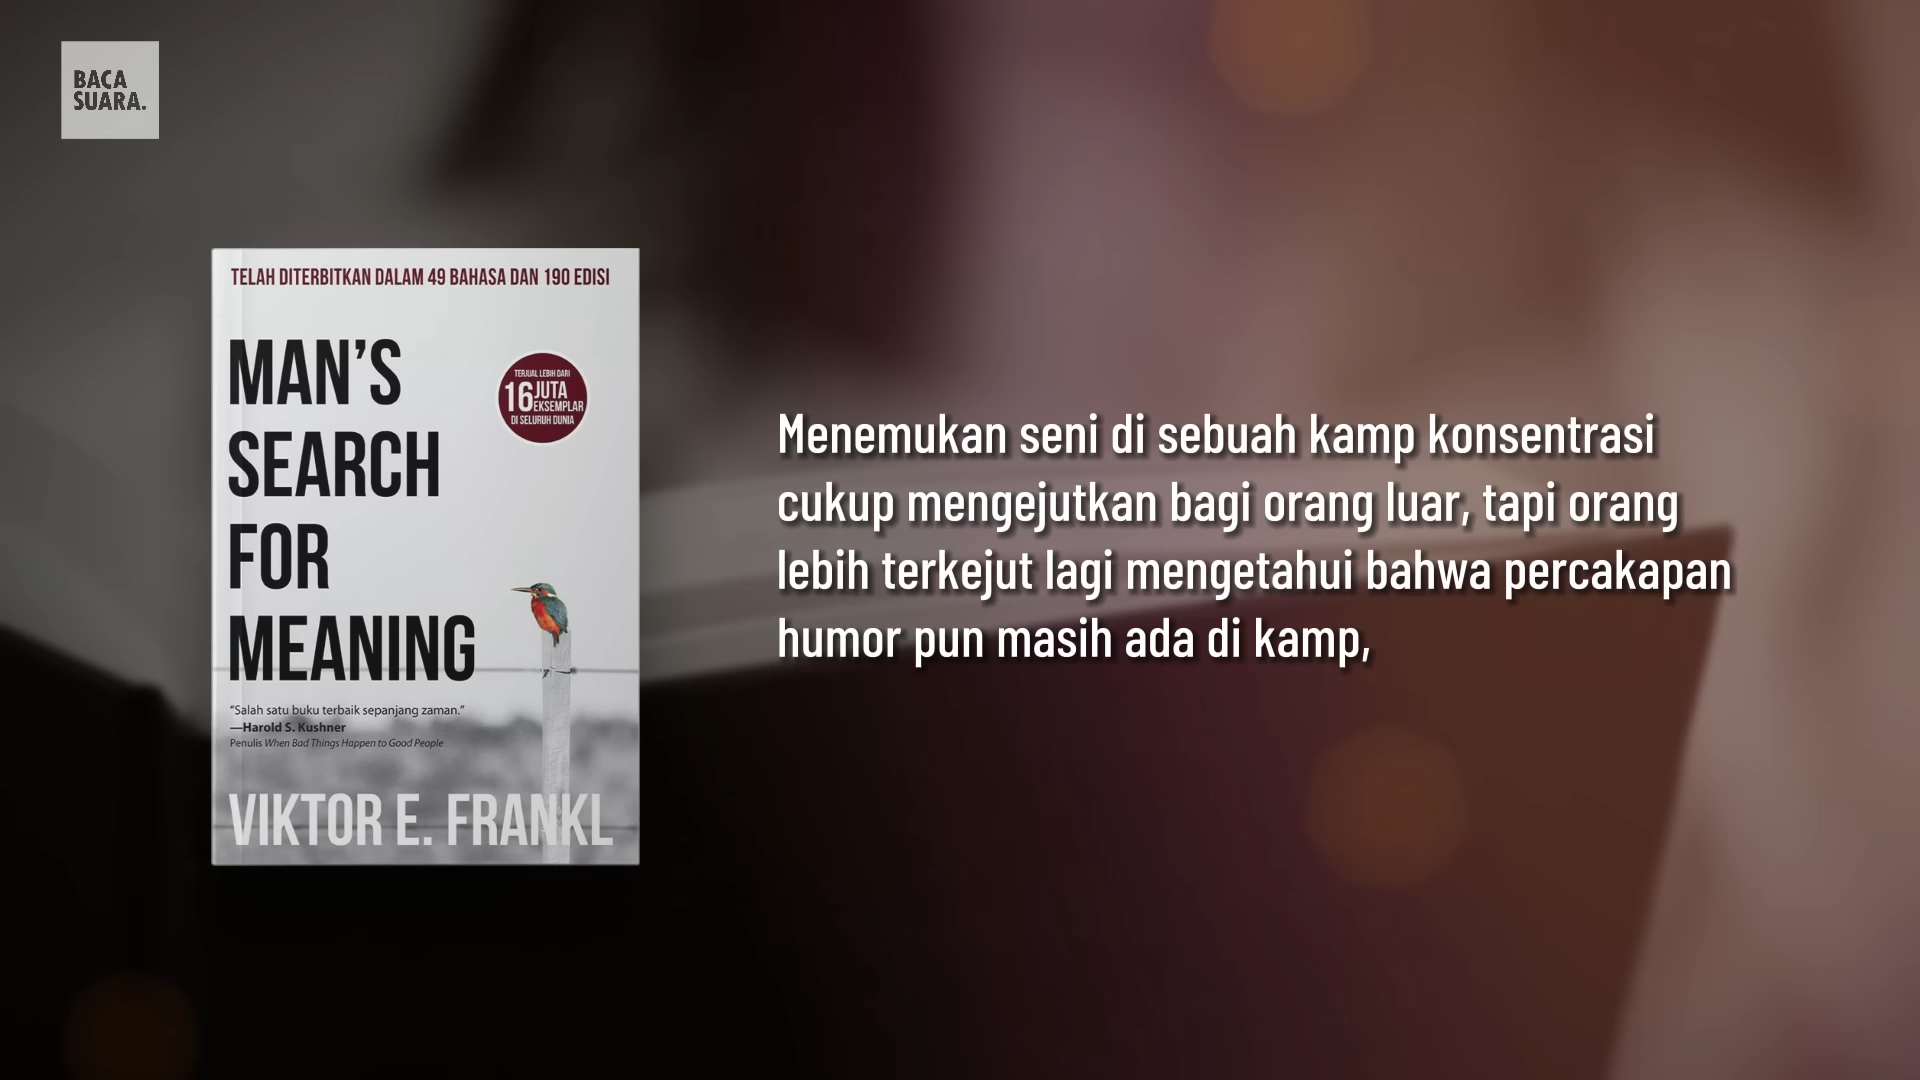 BACA
SUARA.
TELAH DITERBITKAN DALAM 49 BAHASA DAN 190 EDISI
MAN'S
SEARCH
FOR
MEANING
TERJUAL LEBIH DARI
16 JUTA
EKSEMPLAR
DI SELURUH DUNIA
“Salah satu buku terbaik sepanjang zaman.”
—Harold S. Kushner
Penulis When Bad Things Happen to Good People
VIKTOR E. FRANKL
Menemukan seni di sebuah kamp konsentrasi
cukup mengejutkan bagi orang luar, tapi orang
lebih terkejut lagi mengetahui bahwa percakapan
humor pun masih ada di kamp,